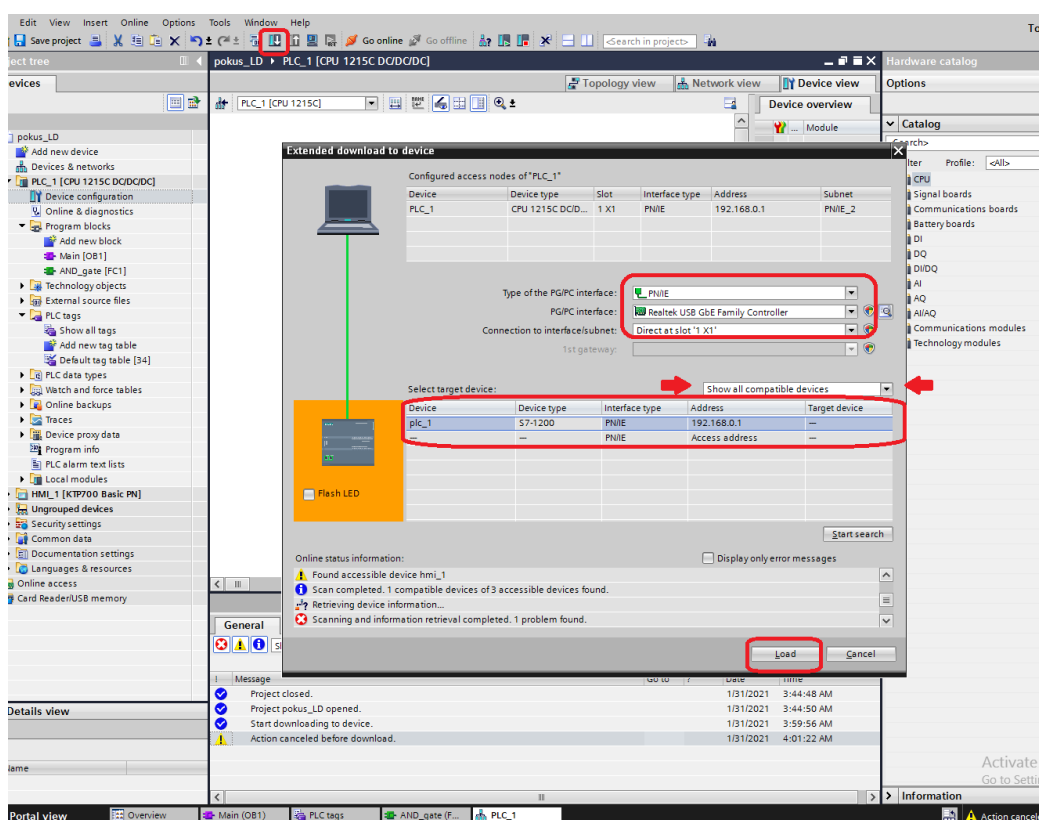 Edit View Insert Online Options Tools Window Help
To
Save project Go online Go offline <Search in project>
ject tree
pokus_LD PLC_1 [CPU 1215C DC/DC/DC]
Hardware catalog
evices
Topology view Network view Device view
Options
PLC_1 [CPU 1215C]
Device overview
... Module
Catalog
<Search>
lter Profile: <All>
CPU
Signal boards
Communications boards
Battery boards
DI
DQ
DI/DQ
AI
AQ
AI/AQ
Communications modules
Technology modules
pokus_LD
Add new device
Devices & networks
PLC_1 [CPU 1215C DC/DC/DC]
Device configuration
Online & diagnostics
Program blocks
Add new block
Main [OB1]
AND_gate [FC1]
Technology objects
External source files
PLC tags
Show all tags
Add new tag table
Default tag table [34]
PLC data types
Watch and force tables
Online backups
Traces
Device proxy data
Program info
PLC alarm text lists
Local modules
HMI_1 [KTP700 Basic PN]
Ungrouped devices
Security settings
Common data
Documentation settings
Languages & resources
Online access
Card Reader/USB memory
Extended download to device
Configured access nodes of "PLC_1"
Device Device type Slot Interface type Address Subnet
PLC_1 CPU 1215C DC/D... 1 X1 PN/IE 192.168.0.1 PN/IE_2
Type of the PG/PC interface: PN/IE
PG/PC interface: Realtek USB GbE Family Controller
Connection to interface/subnet: Direct at slot '1 X1'
1st gateway:
Select target device: Show all compatible devices
Device Device type Interface type Address Target device
plc_1 S7-1200 PN/IE 192.168.0.1 —
— — PN/IE Access address —
Flash LED
Start search
Online status information: Display only error messages
Found accessible device hmi_1
Scan completed. 1 compatible devices of 3 accessible devices found.
Retrieving device information...
Scanning and information retrieval completed. 1 problem found.
Load Cancel
General
! Message Go to ? Date Time
Project closed. 1/31/2021 3:44:48 AM
Project pokus_LD opened. 1/31/2021 3:44:50 AM
Start downloading to device. 1/31/2021 3:59:56 AM
Action canceled before download. 1/31/2021 4:01:22 AM
Details view
Name
Activate
Go to Setti
Information
Portal view Overview Main (OB1) PLC tags AND_gate (F... PLC_1 Action cancele